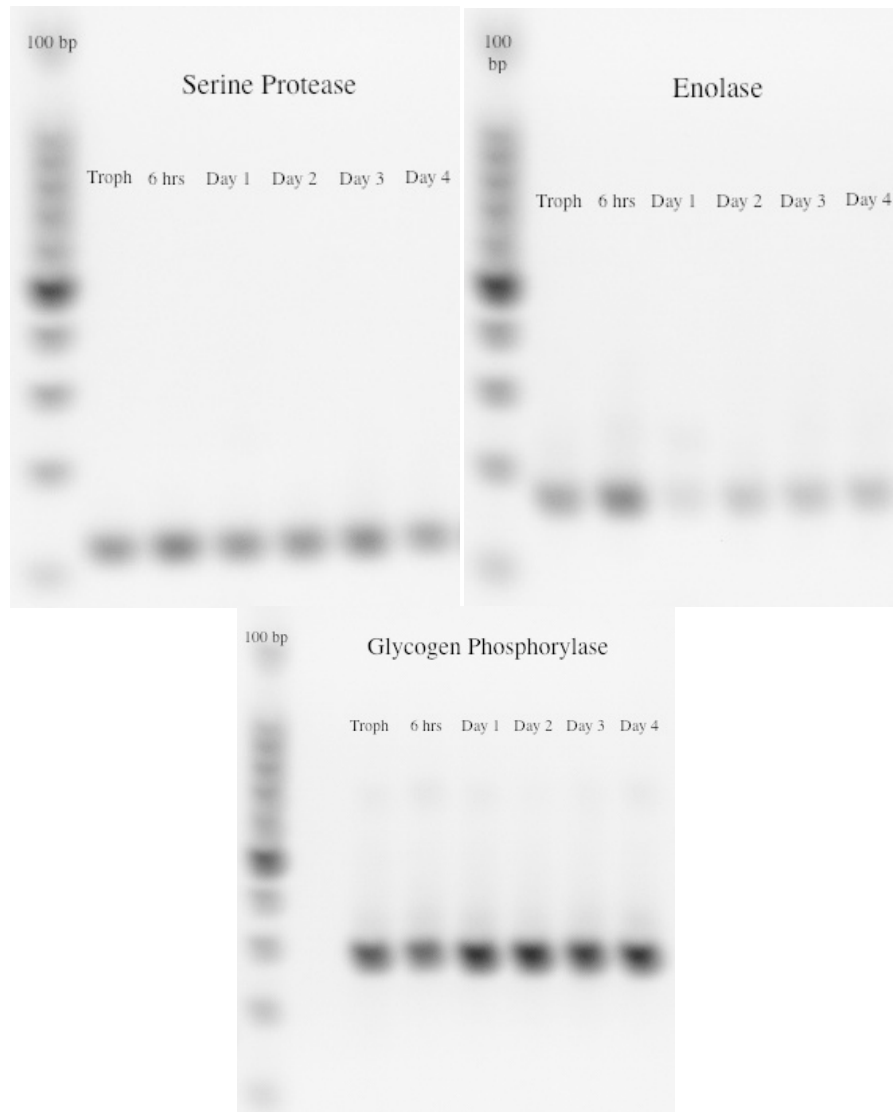 100 bp
Serine Protease
Troph 6 hrs Day 1 Day 2 Day 3 Day 4
100
bp
Enolase
Troph 6 hrs Day 1 Day 2 Day 3 Day 4
100 bp
Glycogen Phosphorylase
Troph 6 hrs Day 1 Day 2 Day 3 Day 4